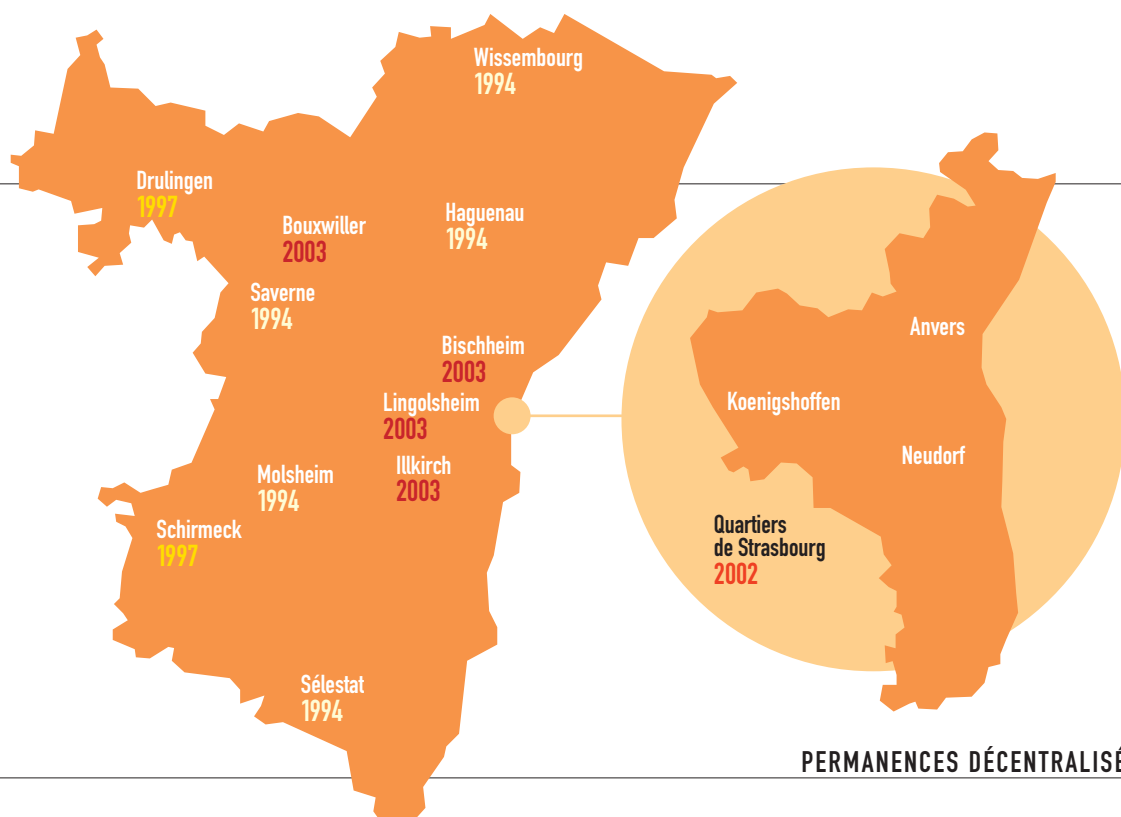 Wissembourg
1994
Drulingen
1997
Bouxwiller
2003
Haguenau
1994
Saverne
1994
Bischheim
2003
Lingolsheim
2003
Illkirch
2003
Molsheim
1994
Schirmeck
1997
Sélestat
1994
Anvers
Koenigshoffen
Neudorf
Quartiers
de Strasbourg
2002
PERMANENCES DÉCENTRALISÉ